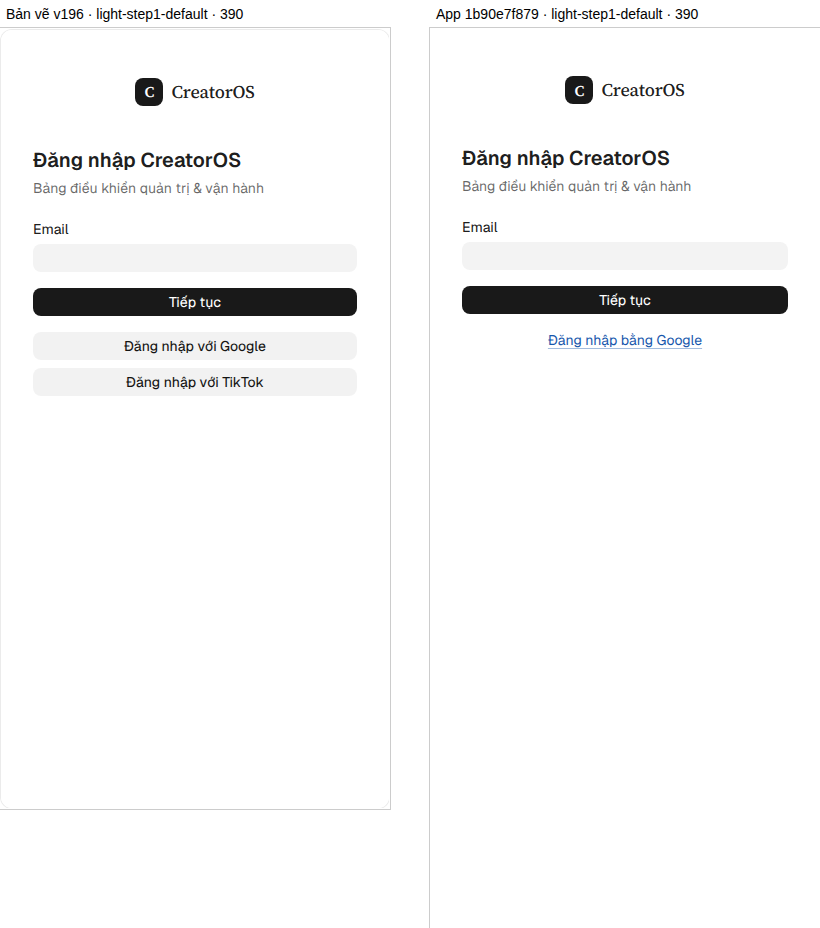 Bản vẽ v196 · light-step1-default · 390
C CreatorOS
Đăng nhập CreatorOS
Bảng điều khiển quản trị & vận hành
Email
Tiếp tục
Đăng nhập với Google
Đăng nhập với TikTok
App 1b90e7f879 · light-step1-default · 390
C CreatorOS
Đăng nhập CreatorOS
Bảng điều khiển quản trị & vận hành
Email
Tiếp tục
Đăng nhập bằng Google